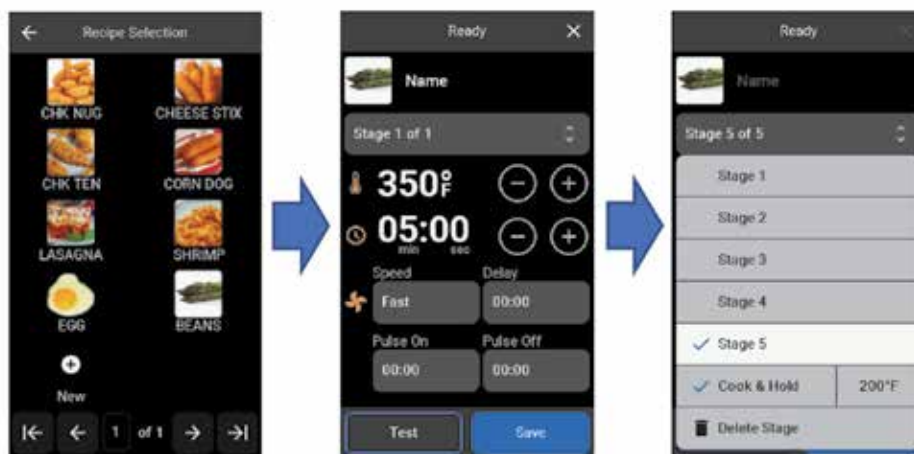 Recipe Selection
CHK NUG
CHEESE STIX
CHK TEN
CORN DOG
LASAGNA
SHRIMP
EGG
BEANS
New
1 of 1
Ready
Name
Stage 1 of 1
350°F
05:00
min sec
Speed
Delay
Fast
00:00
Pulse On
Pulse Off
00:00
00:00
Test
Save
Ready
Name
Stage 5 of 5
Stage 1
Stage 2
Stage 3
Stage 4
Stage 5
Cook & Hold
200°F
Delete Stage